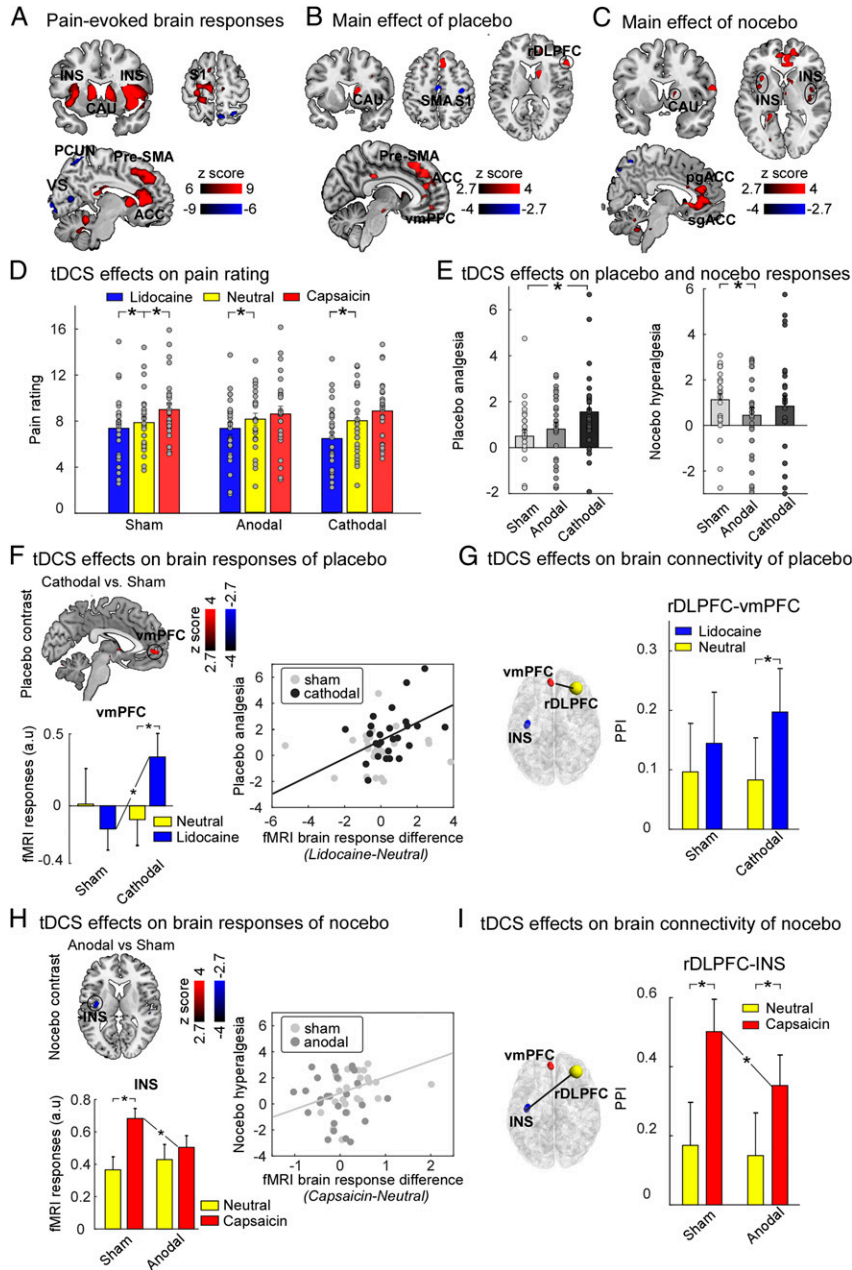 A Pain-evoked brain responses
INS INS
CAU
S1
PCUN
Pre-SMA
VS
ACC
z score
6 9
-9 -6
B Main effect of placebo
rDLPFC
CAU
SMA S1
Pre-SMA
ACC
vmPFC
z score
2.7 4
-4 -2.7
C Main effect of nocebo
CAU
INS INS
pgACC
sgACC
z score
2.7 4
-4 -2.7
D tDCS effects on pain rating
Lidocaine Neutral Capsaicin
Pain rating
16
12
8
4
0
* * * *
Sham Anodal Cathodal
E tDCS effects on placebo and nocebo responses
Placebo analgesia
6
4
2
0
-2
*
Sham
Anodal
Cathodal
Nocebo hyperalgesia
6
4
2
0
-2
*
Sham
Anodal
Cathodal
F tDCS effects on brain responses of placebo
Cathodal vs. Sham
Placebo contrast
vmPFC
z score
2.7 4
-4 -2.7
vmPFC
fMRI responses (a.u)
0.5
0
-0.4
*
*
Neutral
Lidocaine
Sham
Cathodal
sham
cathodal
Placebo analgesia
8
6
4
2
0
-2
-4
-6 -4 -2 0 2 4
fMRI brain response difference
(Lidocaine-Neutral)
G tDCS effects on brain connectivity of placebo
rDLPFC-vmPFC
Lidocaine
Neutral
vmPFC
rDLPFC
INS
PPI
0.3
0.2
0.1
0
*
Sham
Cathodal
H tDCS effects on brain responses of nocebo
Anodal vs Sham
Nocebo contrast
INS
z score
2.7 4
-4 -2.7
INS
fMRI responses (a.u)
0.8
0.6
0.4
0.2
0
*
*
Neutral
Capsaicin
Sham
Anodal
sham
anodal
Nocebo hyperalgesia
6
4
2
0
-2
-4
-1 0 1 2
fMRI brain response difference
(Capsaicin-Neutral)
I tDCS effects on brain connectivity of nocebo
rDLPFC-INS
Neutral
Capsaicin
vmPFC
rDLPFC
INS
PPI
0.6
0.4
0.2
0
* *
*
Sham
Anodal